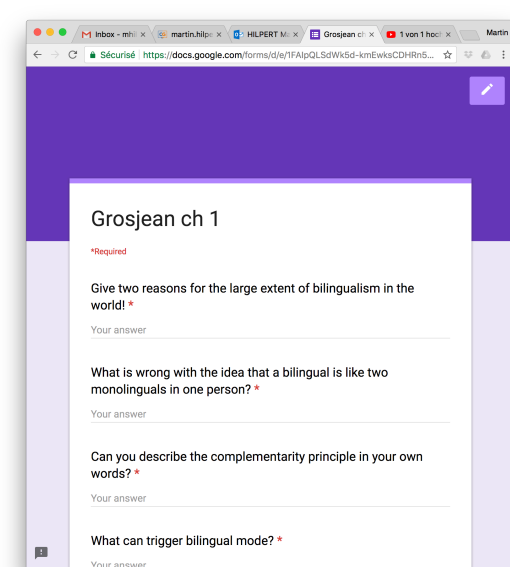 Inbox - mhil
martin.hilpe
HILPERT Ma
Grosjean ch
1 von 1 hoch
Martin
Sécurisé https://docs.google.com/forms/d/e/1FAIpQLSdWk5d-kmEwksCDHRn5...
Grosjean ch 1
*Required
Give two reasons for the large extent of bilingualism in the
world! *
Your answer
What is wrong with the idea that a bilingual is like two
monolinguals in one person? *
Your answer
Can you describe the complementarity principle in your own
words? *
Your answer
What can trigger bilingual mode? *
Your answer